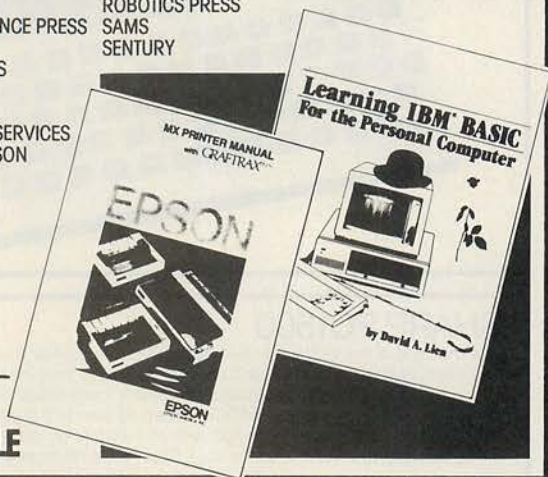 NCE PRESS
S
SERVICES
SON
ROBOTICS PRESS
SAMS
SENTURY
MX PRINTER MANUAL
with GRAFTRAX
EPSON
EPSON
Learning IBM BASIC
For the Personal Computer
by David A. Lien
LE